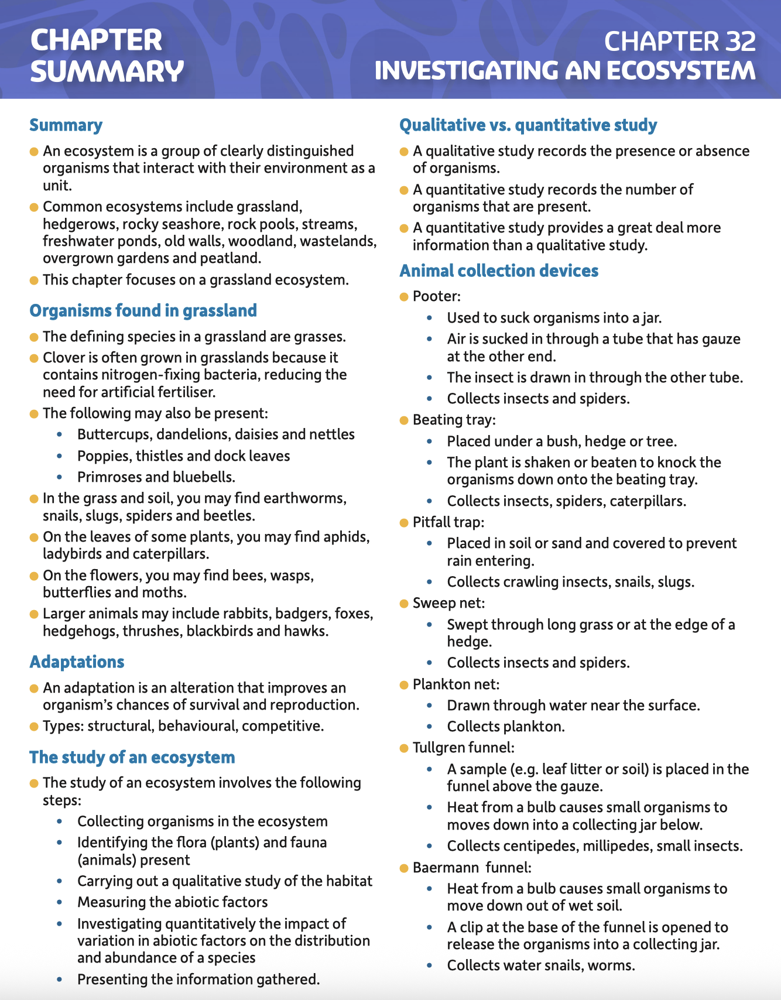 CHAPTER
SUMMARY
CHAPTER 32
INVESTIGATING AN ECOSYSTEM
Summary
● An ecosystem is a group of clearly distinguished
organisms that interact with their environment as a
unit.
● Common ecosystems include grassland,
hedgerows, rocky seashore, rock pools, streams,
freshwater ponds, old walls, woodland, wastelands,
overgrown gardens and peatland.
● This chapter focuses on a grassland ecosystem.
Organisms found in grassland
● The defining species in a grassland are grasses.
● Clover is often grown in grasslands because it
contains nitrogen-fixing bacteria, reducing the
need for artificial fertiliser.
● The following may also be present:
• Buttercups, dandelions, daisies and nettles
• Poppies, thistles and dock leaves
• Primroses and bluebells.
● In the grass and soil, you may find earthworms,
snails, slugs, spiders and beetles.
● On the leaves of some plants, you may find aphids,
ladybirds and caterpillars.
● On the flowers, you may find bees, wasps,
butterflies and moths.
● Larger animals may include rabbits, badgers, foxes,
hedgehogs, thrushes, blackbirds and hawks.
Adaptations
● An adaptation is an alteration that improves an
organism's chances of survival and reproduction.
● Types: structural, behavioural, competitive.
The study of an ecosystem
● The study of an ecosystem involves the following
steps:
• Collecting organisms in the ecosystem
• Identifying the flora (plants) and fauna
(animals) present
• Carrying out a qualitative study of the habitat
• Measuring the abiotic factors
• Investigating quantitatively the impact of
variation in abiotic factors on the distribution
and abundance of a species
• Presenting the information gathered.
Qualitative vs. quantitative study
● A qualitative study records the presence or absence
of organisms.
● A quantitative study records the number of
organisms that are present.
● A quantitative study provides a great deal more
information than a qualitative study.
Animal collection devices
● Pooter:
• Used to suck organisms into a jar.
• Air is sucked in through a tube that has gauze
at the other end.
• The insect is drawn in through the other tube.
• Collects insects and spiders.
● Beating tray:
• Placed under a bush, hedge or tree.
• The plant is shaken or beaten to knock the
organisms down onto the beating tray.
• Collects insects, spiders, caterpillars.
● Pitfall trap:
• Placed in soil or sand and covered to prevent
rain entering.
• Collects crawling insects, snails, slugs.
● Sweep net:
• Swept through long grass or at the edge of a
hedge.
• Collects insects and spiders.
● Plankton net:
• Drawn through water near the surface.
• Collects plankton.
● Tullgren funnel:
• A sample (e.g. leaf litter or soil) is placed in the
funnel above the gauze.
• Heat from a bulb causes small organisms to
moves down into a collecting jar below.
• Collects centipedes, millipedes, small insects.
● Baermann funnel:
• Heat from a bulb causes small organisms to
move down out of wet soil.
• A clip at the base of the funnel is opened to
release the organisms into a collecting jar.
• Collects water snails, worms.